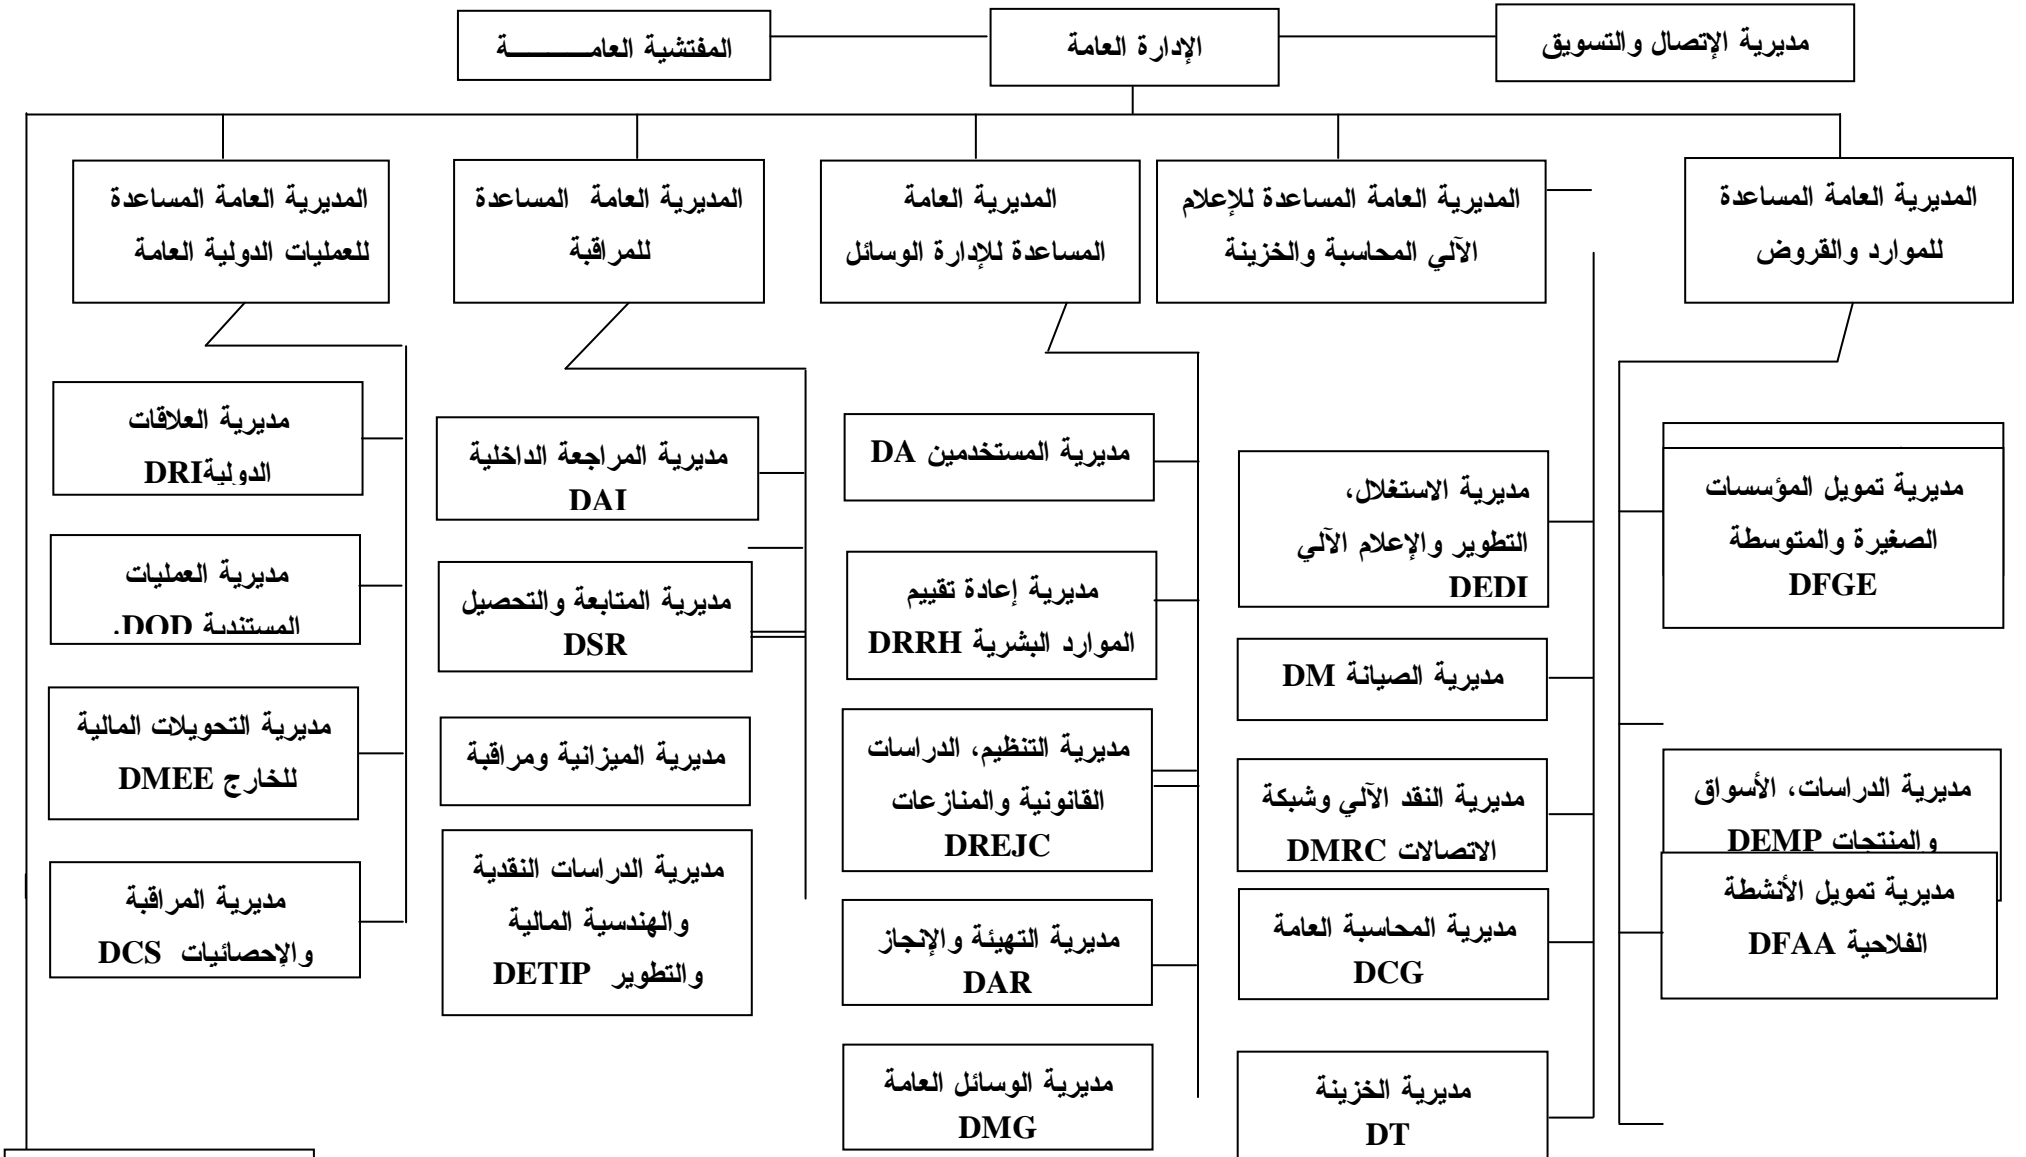 مديرية الإتصال والتسويق
الإدارة العامة
المفتشية العامـــــــــــة
المديرية العامة المساعدة
للموارد والقروض
المديرية العامة المساعدة للإعلام
الآلي المحاسبة والخزينة
المديرية العامة
المساعدة للإدارة الوسائل
المديرية العامة المساعدة
للمراقبة
المديرية العامة المساعدة
للعمليات الدولية العامة
مديرية تمويل المؤسسات
الصغيرة والمتوسطة
DFGE
مديرية الدراسات، الأسواق
والمنتجات DEMP
مديرية تمويل الأنشطة
الفلاحية DFAA
مديرية الاستغلال،
التطوير والإعلام الآلي
DEDI
مديرية الصيانة DM
مديرية النقد الآلي وشبكة
الاتصالات DMRC
مديرية المحاسبة العامة
DCG
مديرية الخزينة
DT
مديرية المستخدمين DA
مديرية إعادة تقييم
الموارد البشرية DRRH
مديرية التنظيم، الدراسات
القانونية والمنازعات
DREJC
مديرية التهيئة والإنجاز
DAR
مديرية الوسائل العامة
DMG
مديرية المراجعة الداخلية
DAI
مديرية المتابعة والتحصيل
DSR
مديرية الميزانية ومراقبة
مديرية الدراسات النقدية
والهندسية المالية
والتطوير DETIP
مديرية العلاقات
الدوليةDRI
مديرية العمليات
المستندية DOD.
مديرية التحويلات المالية
للخارج DMEE
مديرية المراقبة
والإحصائيات DCS